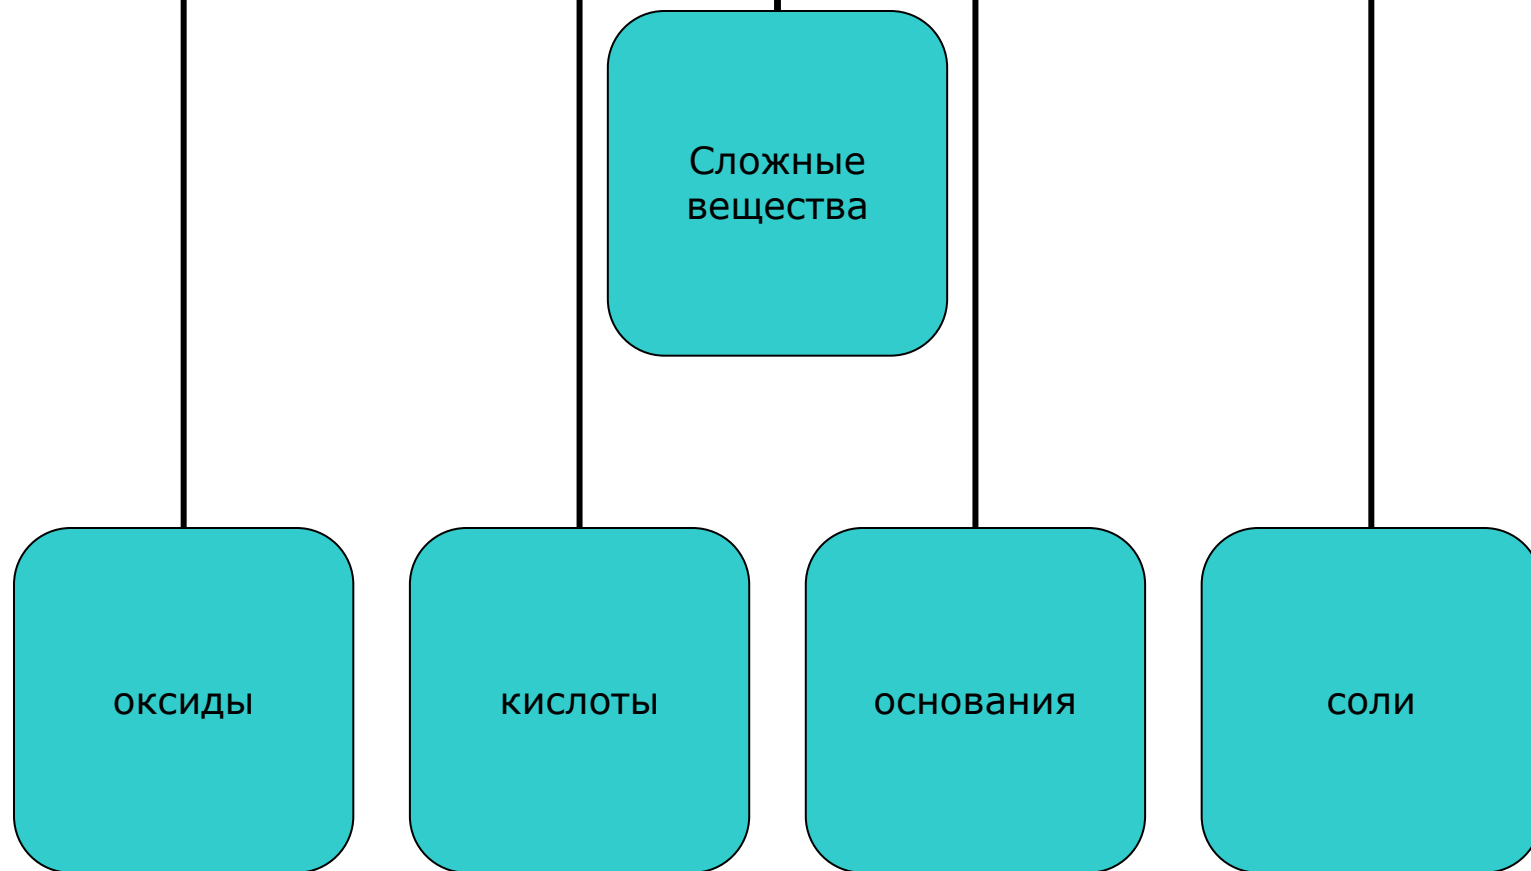 Сложные
вещества
оксиды
кислоты
основания
соли